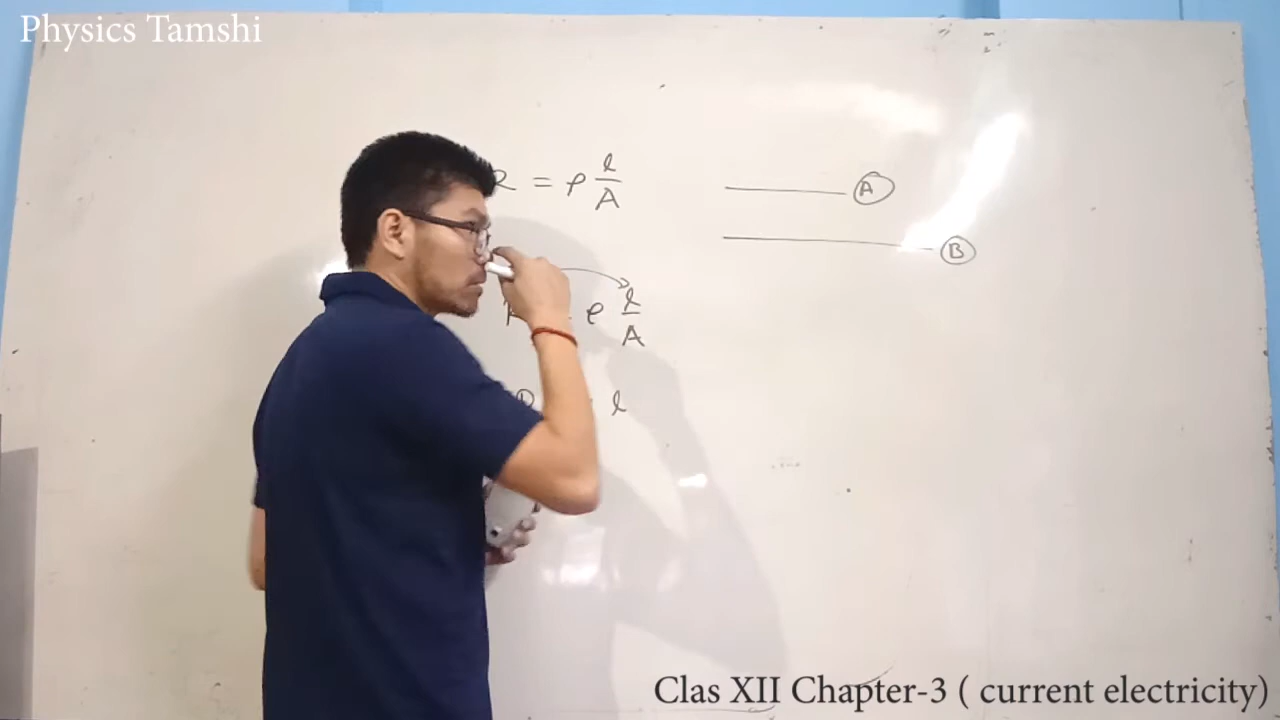 Physics Tamshi
R = ρ l/A
A
B
ρ l/A
l
Clas XII Chapter-3 ( current electricity)